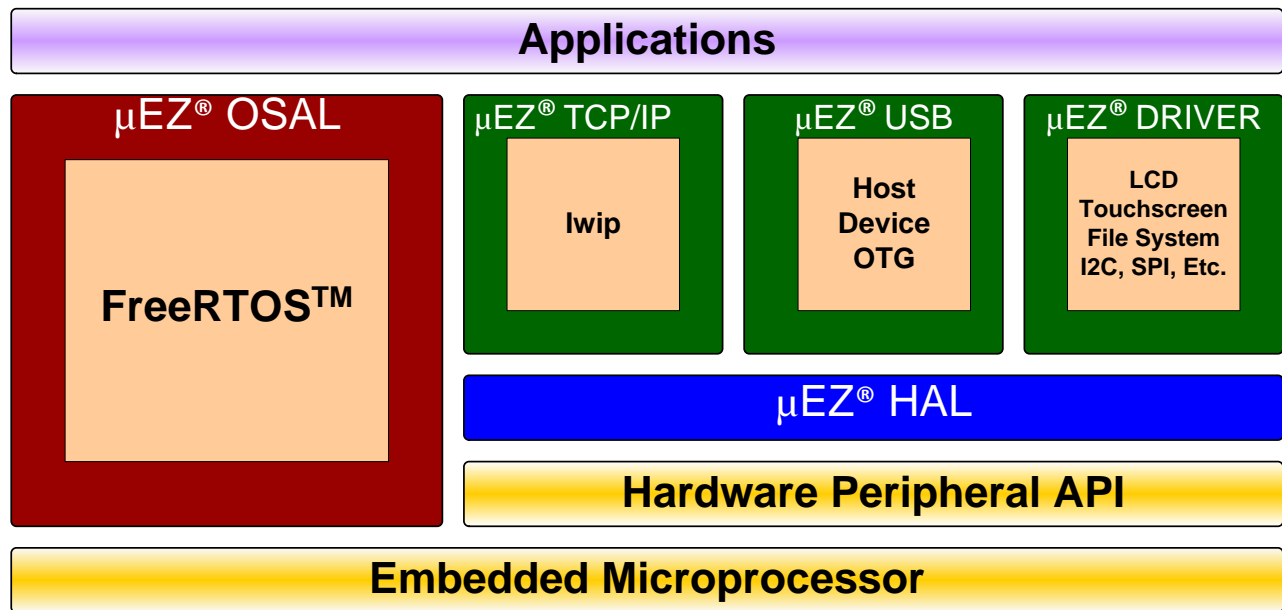 Applications
μEZ® OSAL
FreeRTOS™
μEZ® TCP/IP
lwip
μEZ® USB
Host
Device
OTG
μEZ® DRIVER
LCD
Touchscreen
File System
I2C, SPI, Etc.
μEZ® HAL
Hardware Peripheral API
Embedded Microprocessor